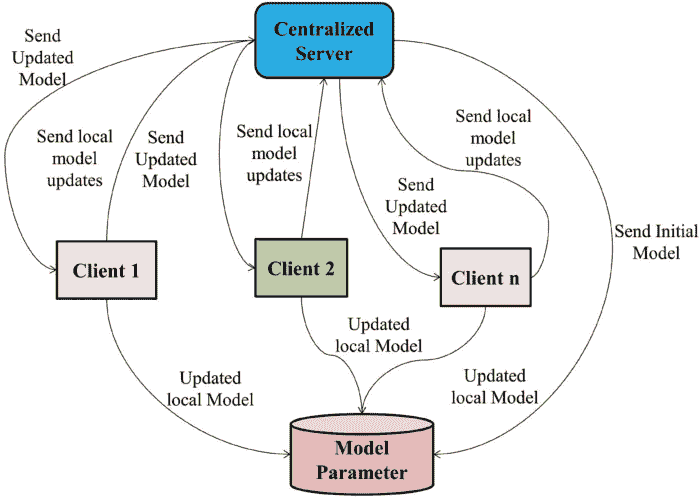 Centralized
Server
Send
Updated
Model
Send local
model
updates
Send
Updated
Model
Send local
model
updates
Send
Updated
Model
Send local
model
updates
Send Initial
Model
Client 1
Client 2
Client n
Updated
local Model
Updated
local Model
Updated
local Model
Model
Parameter